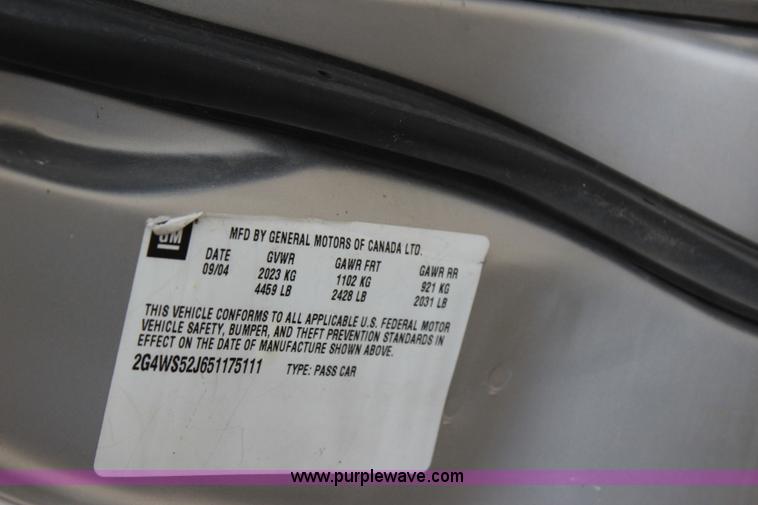 GM
MFD BY GENERAL MOTORS OF CANADA LTD.
DATE GVWR GAWR FRT GAWR RR
09/04 2023 KG 1102 KG 921 KG
4459 LB 2428 LB 2031 LB
THIS VEHICLE CONFORMS TO ALL APPLICABLE U.S. FEDERAL MOTOR
VEHICLE SAFETY, BUMPER, AND THEFT PREVENTION STANDARDS IN
EFFECT ON THE DATE OF MANUFACTURE SHOWN ABOVE.
2G4WS52J651175111 TYPE: PASS CAR
www.purplewave.com